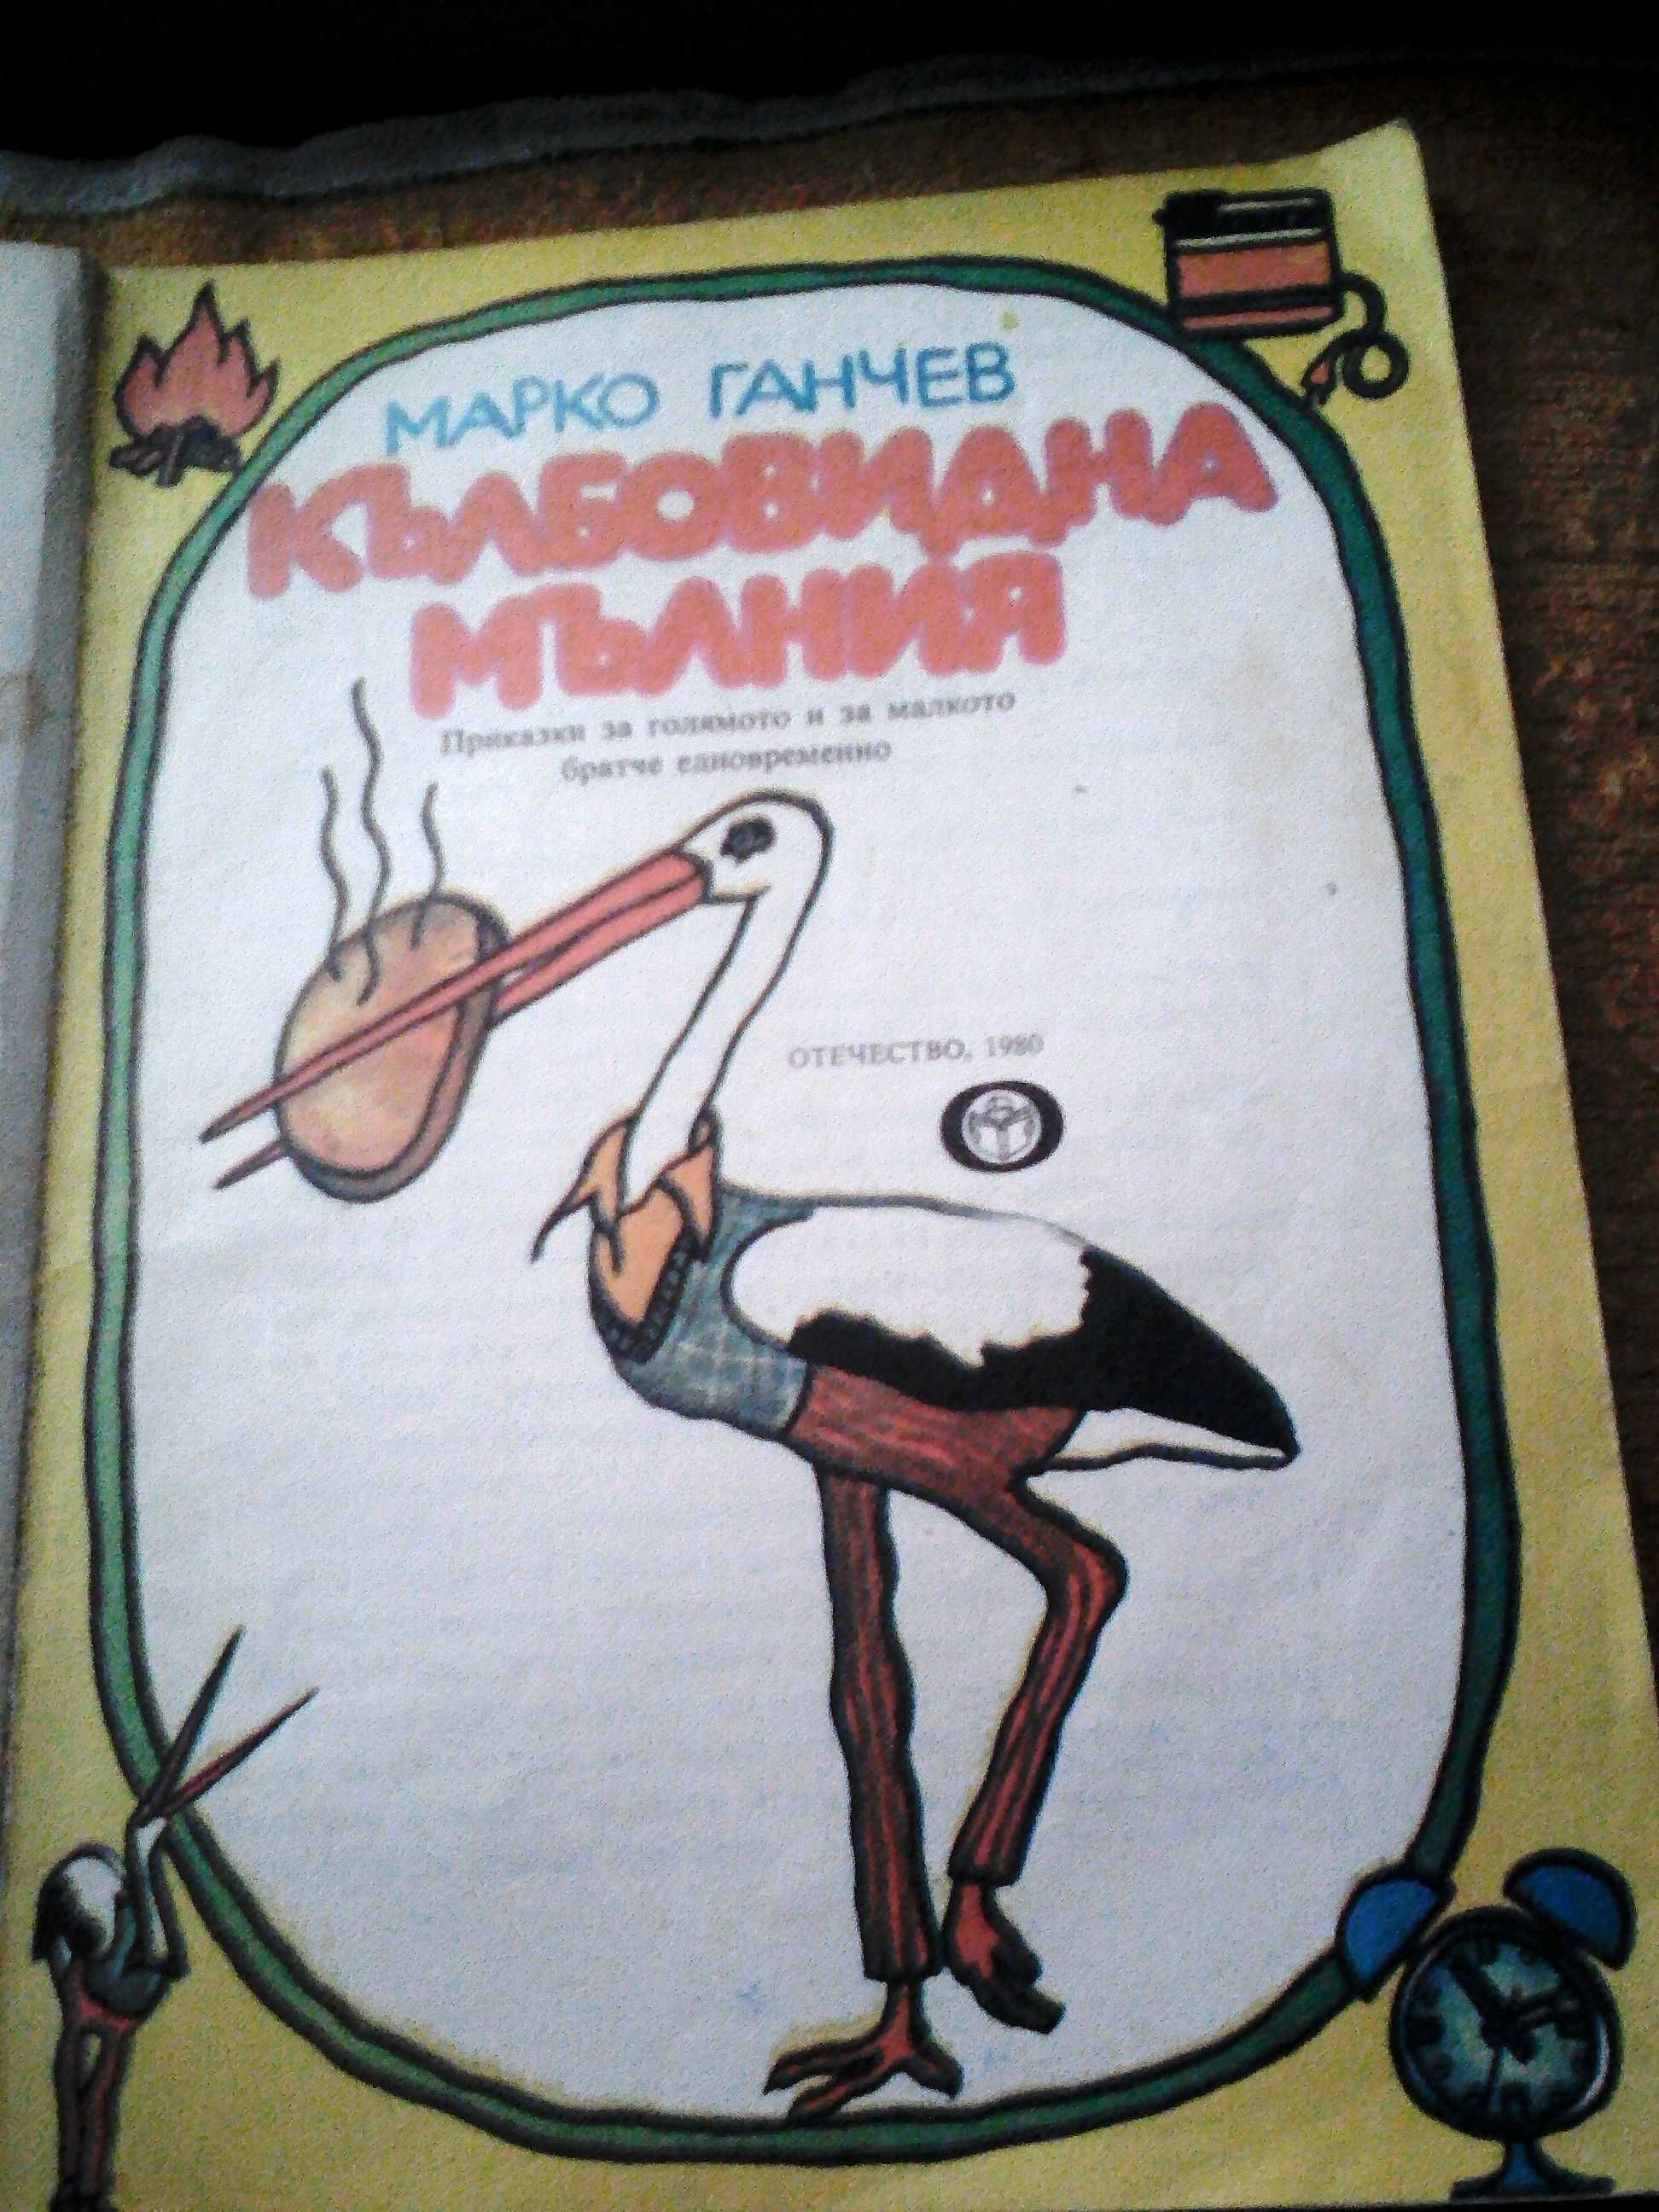 МАРКО ГАНЧЕВ
КЪЛБОВИДНА
МЪЛНИЯ
Приказки за голямото и за малкото
братче едновременно
ОТЕЧЕСТВО, 1980